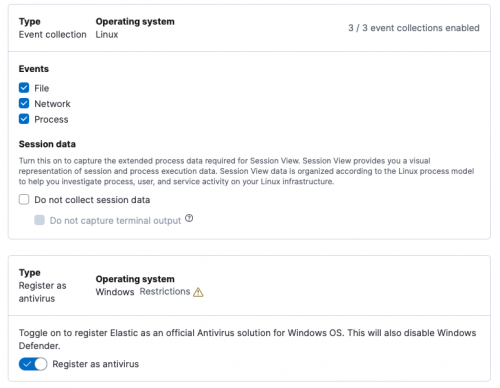 Type Operating system
Event collection Linux 3 / 3 event collections enabled
Events
File
Network
Process
Session data
Turn this on to capture the extended process data required for Session View. Session View provides you a visual
representation of session and process execution data. Session View data is organized according to the Linux process model
to help you investigate process, user, and service activity on your Linux infrastructure.
Do not collect session data
Do not capture terminal output ?
Type Operating system
Register as Windows Restrictions
antivirus
Toggle on to register Elastic as an official Antivirus solution for Windows OS. This will also disable Windows
Defender.
Register as antivirus